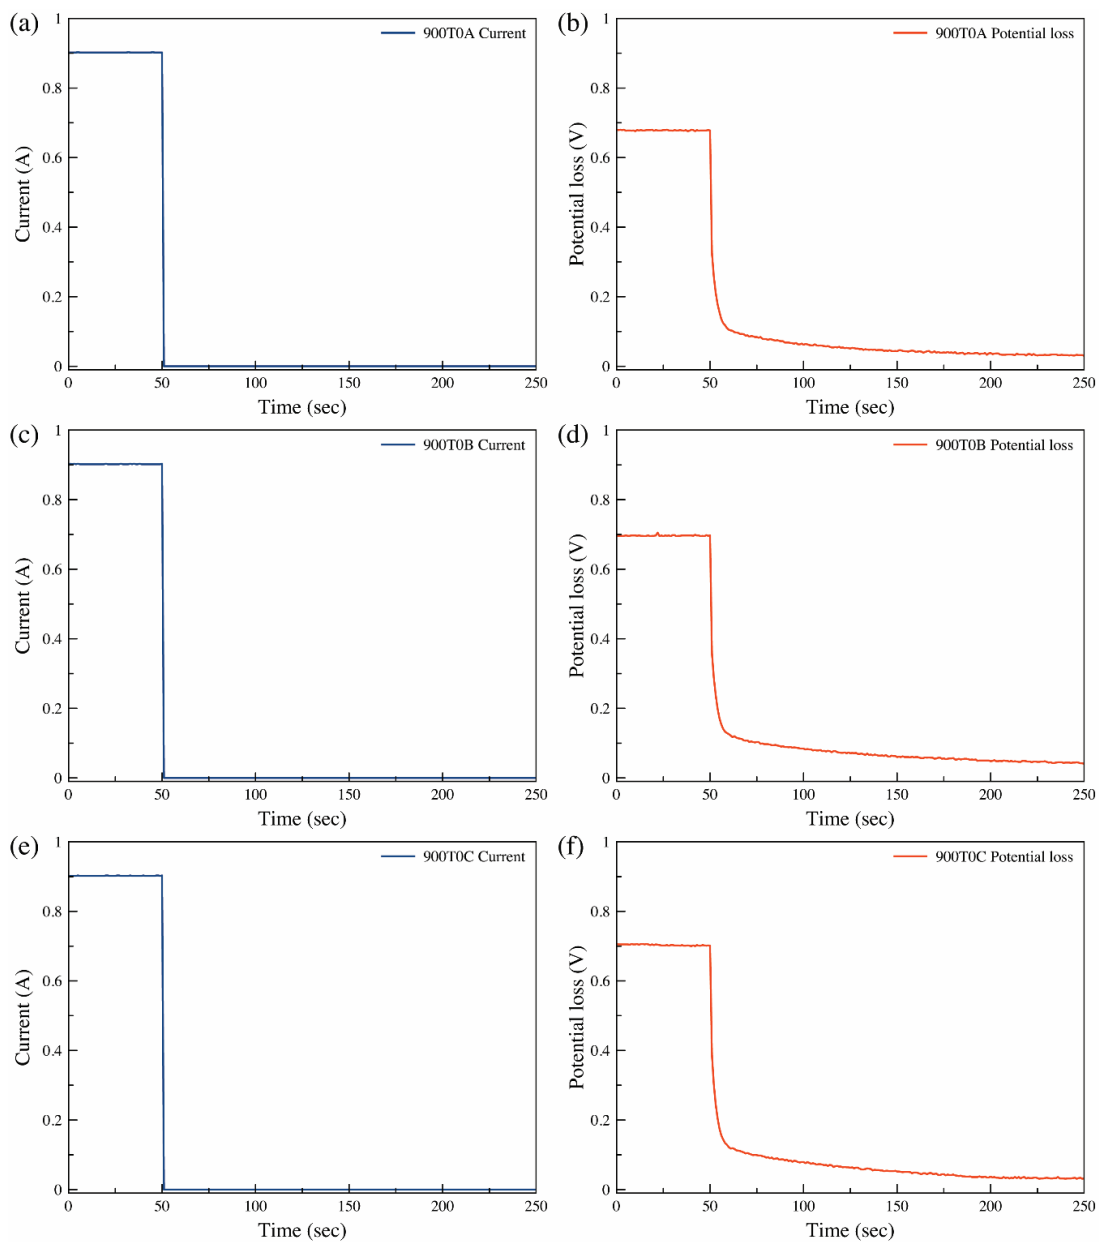 (a)
900T0A Current
1
0.8
0.6
0.4
0.2
0
Current (A)
0 50 100 150 200 250
Time (sec)
(b)
900T0A Potential loss
1
0.8
0.6
0.4
0.2
0
Potential loss (V)
0 50 100 150 200 250
Time (sec)
(c)
900T0B Current
1
0.8
0.6
0.4
0.2
0
Current (A)
0 50 100 150 200 250
Time (sec)
(d)
900T0B Potential loss
1
0.8
0.6
0.4
0.2
0
Potential loss (V)
0 50 100 150 200 250
Time (sec)
(e)
900T0C Current
1
0.8
0.6
0.4
0.2
0
Current (A)
0 50 100 150 200 250
Time (sec)
(f)
900T0C Potential loss
1
0.8
0.6
0.4
0.2
0
Potential loss (V)
0 50 100 150 200 250
Time (sec)